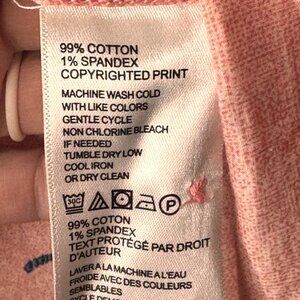 99% COTTON
1% SPANDEX
COPYRIGHTED PRINT
MACHINE WASH COLD
WITH LIKE COLORS
GENTLE CYCLE
NON CHLORINE BLEACH
IF NEEDED
TUMBLE DRY LOW
COOL IRON
OR DRY CLEAN
30C P
99% COTTON
1% SPANDEX
TEXT PROTÉGÉ PAR DROIT
D'AUTEUR
LAVER A LA MACHINE A L'EAU
FROIDE AVEC DES COULEURS
SEMBLABLES